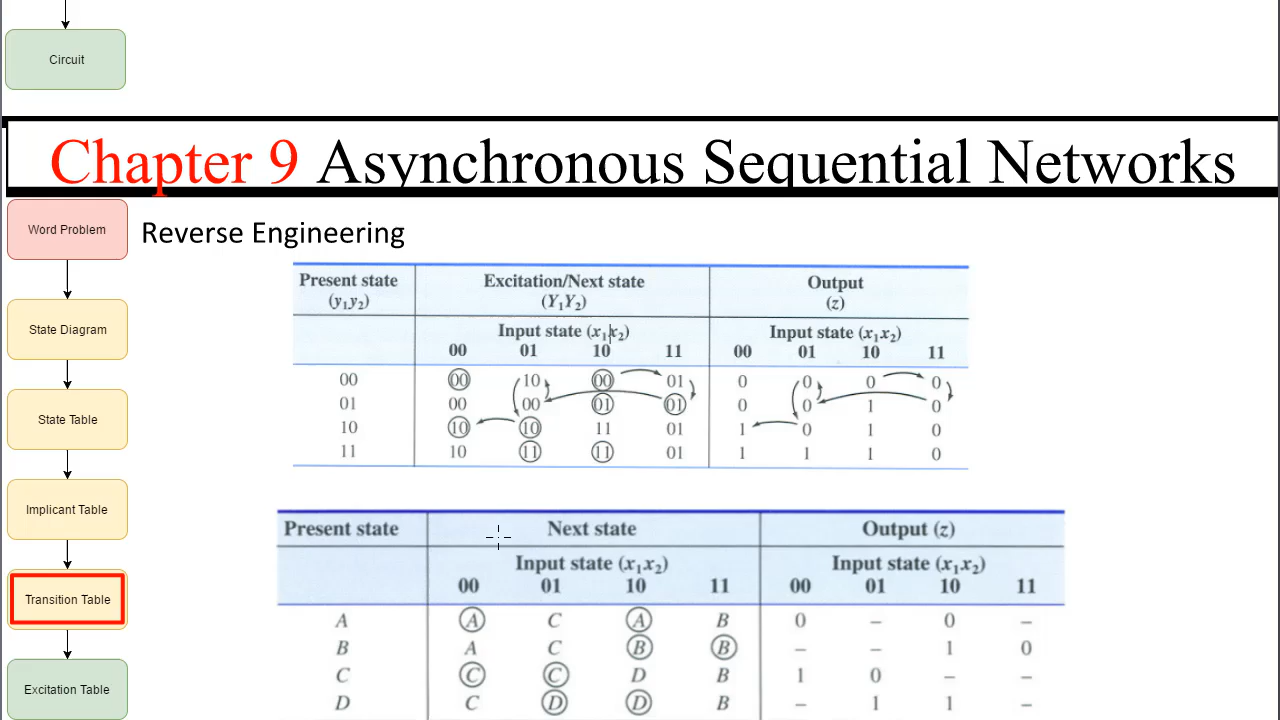 Circuit
Chapter 9 Asynchronous Sequential Networks
Word Problem
State Diagram
State Table
Implicant Table
Transition Table
Excitation Table
Reverse Engineering
Present state Excitation/Next state Output
(y₁y₂) (Y₁Y₂) (z)
Input state (x₁x₂) Input state (x₁x₂)
00 01 10 11 00 01 10 11
00 00 10 00 01 0 0 0 0
01 00 00 01 01 0 0 1 0
10 10 10 11 01 1 0 1 0
11 10 11 11 01 1 1 1 0
Present state Next state Output (z)
Input state (x₁x₂) Input state (x₁x₂)
00 01 10 11 00 01 10 11
A A C A B 0 – 0 –
B A C B B – – 1 0
C C C D B 1 0 – –
D C D D B – 1 1 –